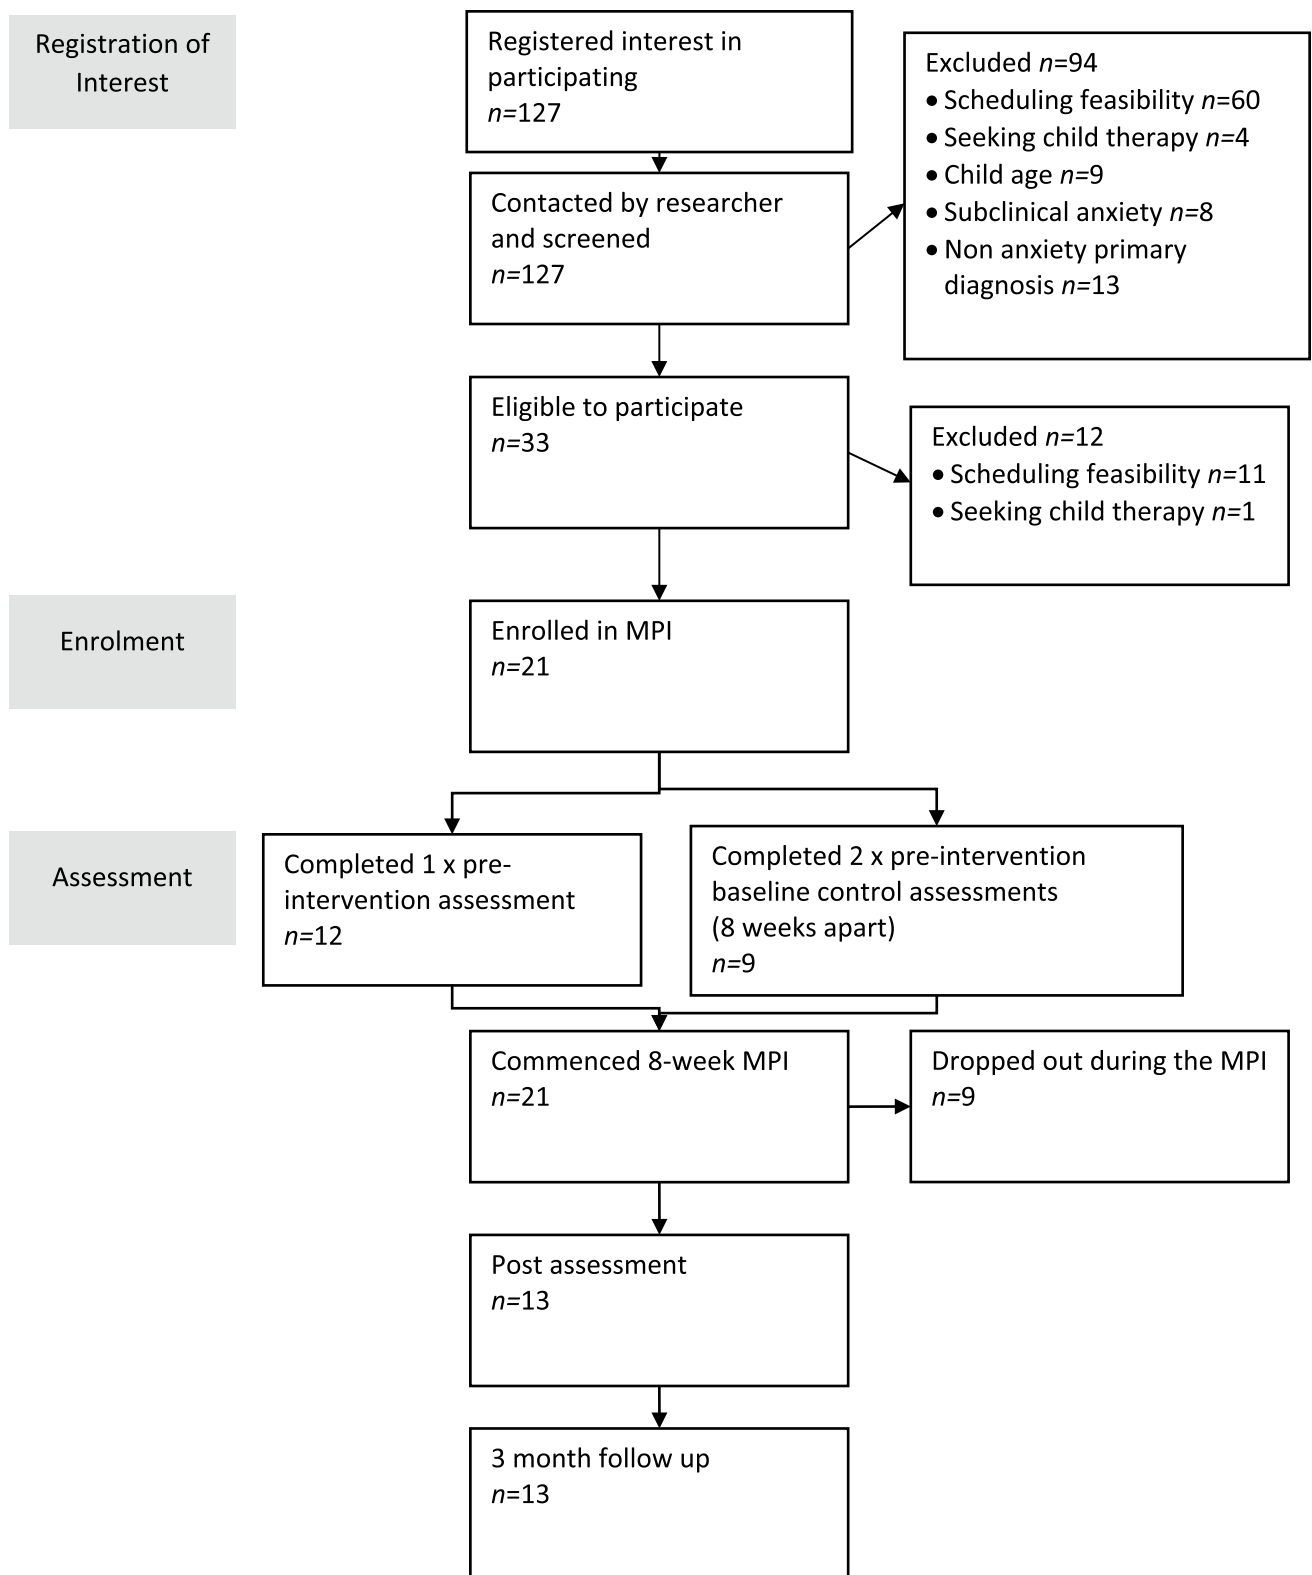 Registration of
Interest
Registered interest in
participating
n=127
Excluded n=94
• Scheduling feasibility n=60
• Seeking child therapy n=4
• Child age n=9
• Subclinical anxiety n=8
• Non anxiety primary
diagnosis n=13
Contacted by researcher
and screened
n=127
Eligible to participate
n=33
Excluded n=12
• Scheduling feasibility n=11
• Seeking child therapy n=1
Enrolment
Enrolled in MPI
n=21
Assessment
Completed 1 x pre-
intervention assessment
n=12
Completed 2 x pre-intervention
baseline control assessments
(8 weeks apart)
n=9
Commenced 8-week MPI
n=21
Dropped out during the MPI
n=9
Post assessment
n=13
3 month follow up
n=13